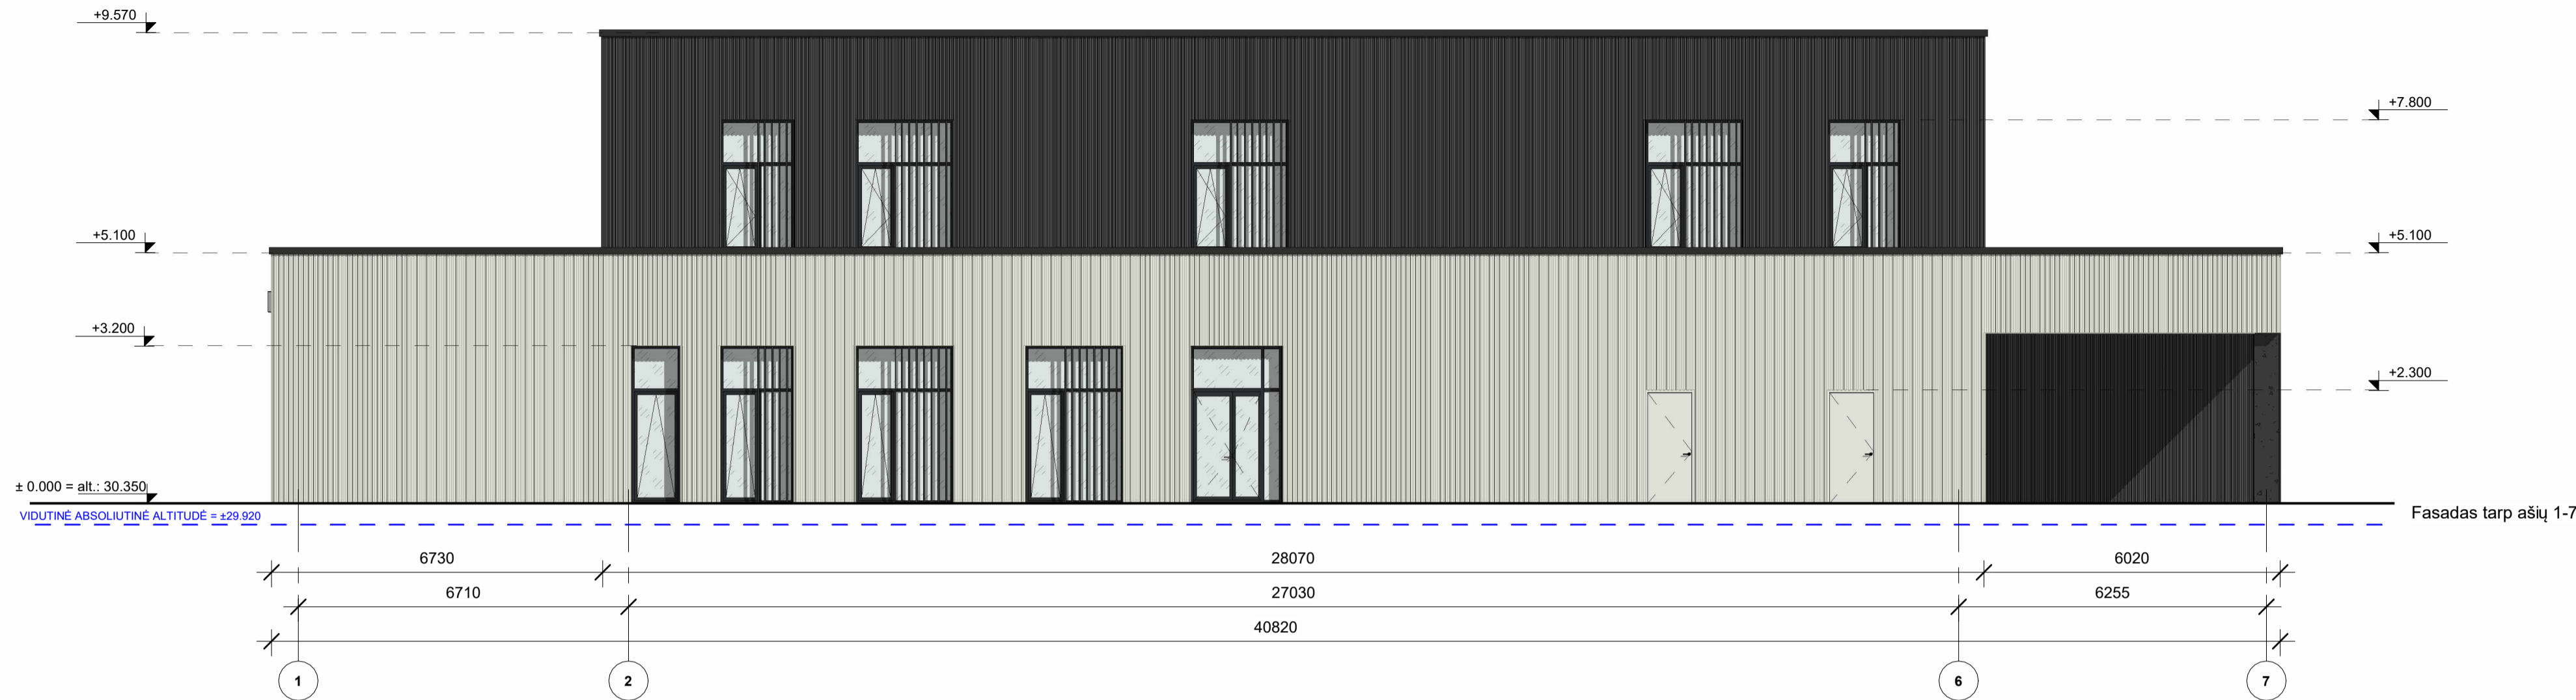 +9.570
+7.800
+5.100
+5.100
+3.200
+2.300
± 0.000 = alt.: 30.350
VIDUTINĖ ABSOLIUTINĖ ALTITUDĖ = ±29.920
Fasadas tarp ašių 1-7
6730 28070 6020
6710 27030 6255
40820
1 2 6 7